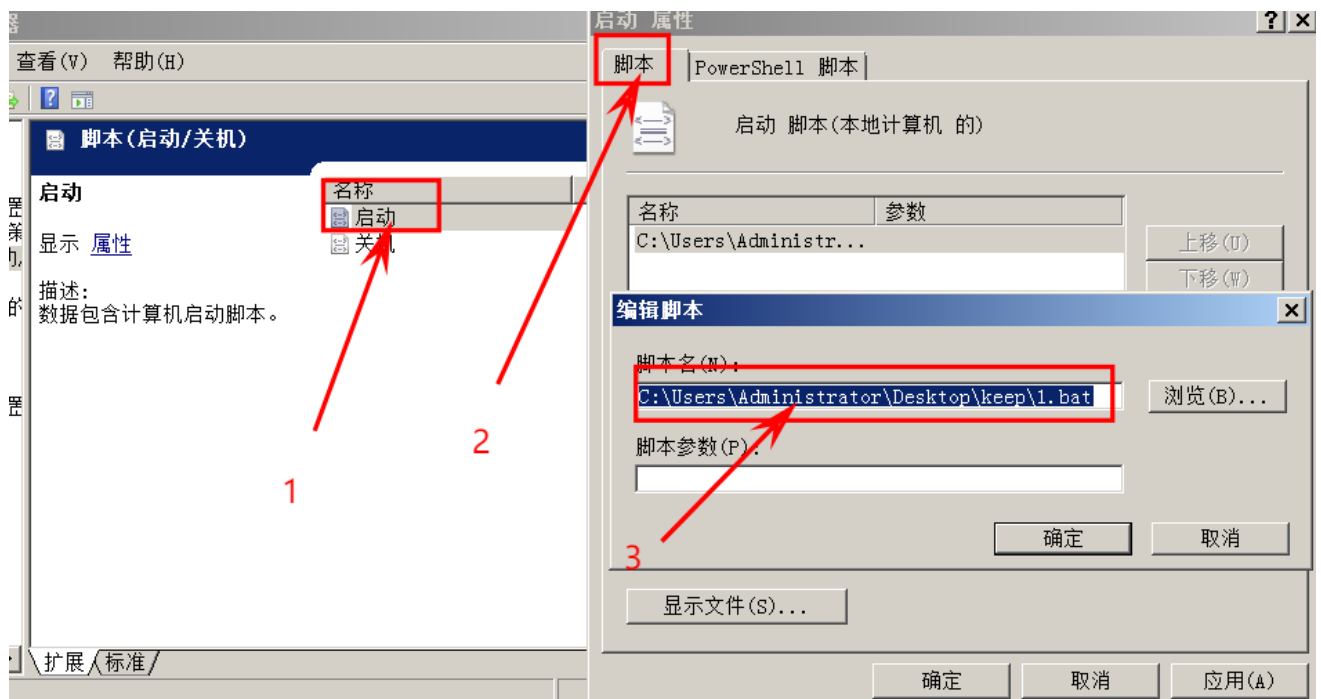 器
查看(V) 帮助(H)
脚本(启动/关机)
启动
显示 属性
描述:
数据包含计算机启动脚本。
名称
启动
关机
置
策
动,
的
置
扩展
标准
1
2
3
启动 属性
脚本
PowerShell 脚本
启动 脚本(本地计算机 的)
名称 参数
C:\Users\Administr...
上移(U)
下移(W)
编辑脚本
脚本名(N):
C:\Users\Administrator\Desktop\keep\1.bat
浏览(B)...
脚本参数(P):
确定 取消
显示文件(S)...
确定 取消 应用(A)